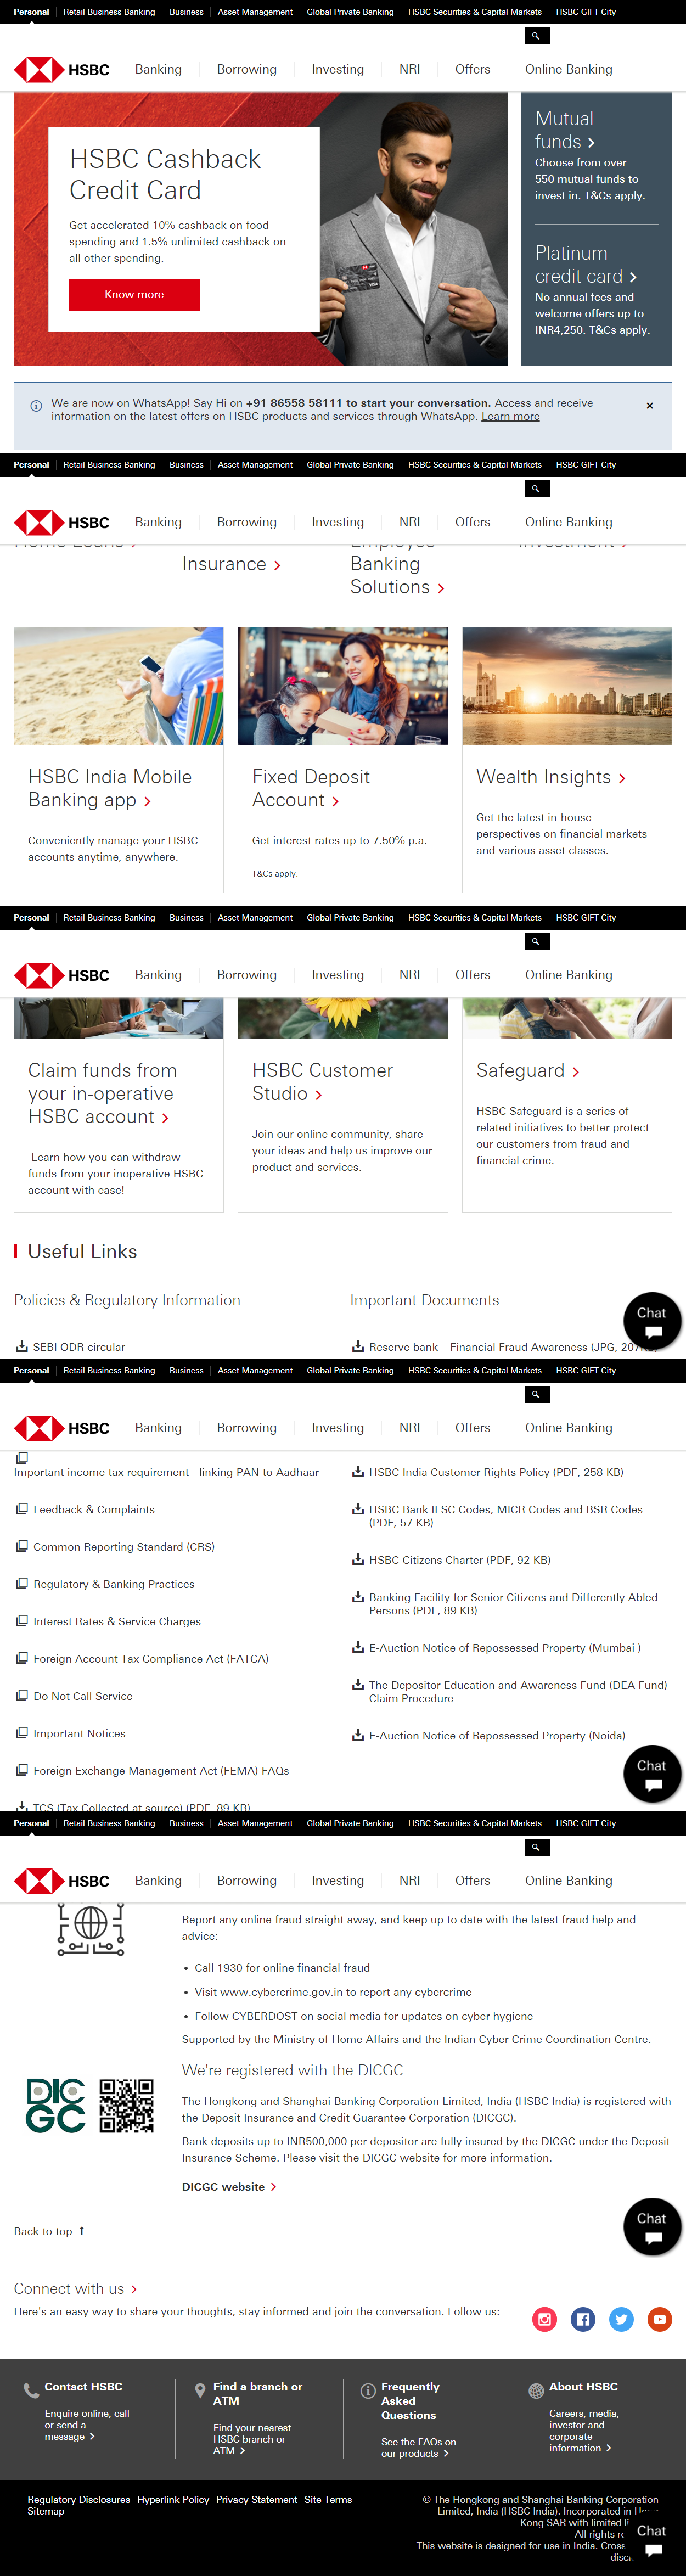 Personal Retail Business Banking Business Asset Management Global Private Banking HSBC Securities & Capital Markets HSBC GIFT City
HSBC Banking Borrowing Investing NRI Offers Online Banking
HSBC Cashback
Credit Card
Get accelerated 10% cashback on food
spending and 1.5% unlimited cashback on
all other spending.
Know more
VISA
Mutual
funds
Choose from over
550 mutual funds to
invest in. T&Cs apply.
Platinum
credit card
No annual fees and
welcome offers up to
INR4,250. T&Cs apply.
We are now on WhatsApp! Say Hi on +91 86558 58111 to start your conversation. Access and receive
information on the latest offers on HSBC products and services through WhatsApp. Learn more
Personal Retail Business Banking Business Asset Management Global Private Banking HSBC Securities & Capital Markets HSBC GIFT City
HSBC Banking Borrowing Investing NRI Offers Online Banking
Home Loans
Insurance
Employee
Banking
Solutions
Investment
HSBC India Mobile
Banking app
Conveniently manage your HSBC
accounts anytime, anywhere.
Fixed Deposit
Account
Get interest rates up to 7.50% p.a.
T&Cs apply.
Wealth Insights
Get the latest in-house
perspectives on financial markets
and various asset classes.
Personal Retail Business Banking Business Asset Management Global Private Banking HSBC Securities & Capital Markets HSBC GIFT City
HSBC Banking Borrowing Investing NRI Offers Online Banking
Claim funds from
your in-operative
HSBC account
Learn how you can withdraw
funds from your inoperative HSBC
account with ease!
HSBC Customer
Studio
Join our online community, share
your ideas and help us improve our
product and services.
Safeguard
HSBC Safeguard is a series of
related initiatives to better protect
our customers from fraud and
financial crime.
Useful Links
Policies & Regulatory Information
SEBI ODR circular
Important Documents
Reserve bank – Financial Fraud Awareness (JPG,
Chat
Personal Retail Business Banking Business Asset Management Global Private Banking HSBC Securities & Capital Markets HSBC GIFT City
HSBC Banking Borrowing Investing NRI Offers Online Banking
Important income tax requirement - linking PAN to Aadhaar
Feedback & Complaints
Common Reporting Standard (CRS)
Regulatory & Banking Practices
Interest Rates & Service Charges
Foreign Account Tax Compliance Act (FATCA)
Do Not Call Service
Important Notices
Foreign Exchange Management Act (FEMA) FAQs
TCS (Tax Collected at source) (PDF, 89 KB)
HSBC India Customer Rights Policy (PDF, 258 KB)
HSBC Bank IFSC Codes, MICR Codes and BSR Codes
(PDF, 57 KB)
HSBC Citizens Charter (PDF, 92 KB)
Banking Facility for Senior Citizens and Differently Abled
Persons (PDF, 89 KB)
E-Auction Notice of Repossessed Property (Mumbai )
The Depositor Education and Awareness Fund (DEA Fund)
Claim Procedure
E-Auction Notice of Repossessed Property (Noida)
Chat
Personal Retail Business Banking Business Asset Management Global Private Banking HSBC Securities & Capital Markets HSBC GIFT City
HSBC Banking Borrowing Investing NRI Offers Online Banking
Report any online fraud straight away, and keep up to date with the latest fraud help and
advice:
• Call 1930 for online financial fraud
• Visit www.cybercrime.gov.in to report any cybercrime
• Follow CYBERDOST on social media for updates on cyber hygiene
Supported by the Ministry of Home Affairs and the Indian Cyber Crime Coordination Centre.
DIC
GC
We're registered with the DICGC
The Hongkong and Shanghai Banking Corporation Limited, India (HSBC India) is registered with
the Deposit Insurance and Credit Guarantee Corporation (DICGC).
Bank deposits up to INR500,000 per depositor are fully insured by the DICGC under the Deposit
Insurance Scheme. Please visit the DICGC website for more information.
DICGC website
Back to top
Chat
Connect with us
Here's an easy way to share your thoughts, stay informed and join the conversation. Follow us:
Contact HSBC
Enquire online, call
or send a
message
Find a branch or
ATM
Find your nearest
HSBC branch or
ATM
Frequently
Asked
Questions
See the FAQs on
our products
About HSBC
Careers, media,
investor and
corporate
information
Regulatory Disclosures Hyperlink Policy Privacy Statement Site Terms
Sitemap
© The Hongkong and Shanghai Banking Corporation
Limited, India (HSBC India). Incorporated in Hong
Kong SAR with limited
All rights
This website is designed for use in India.
Chat